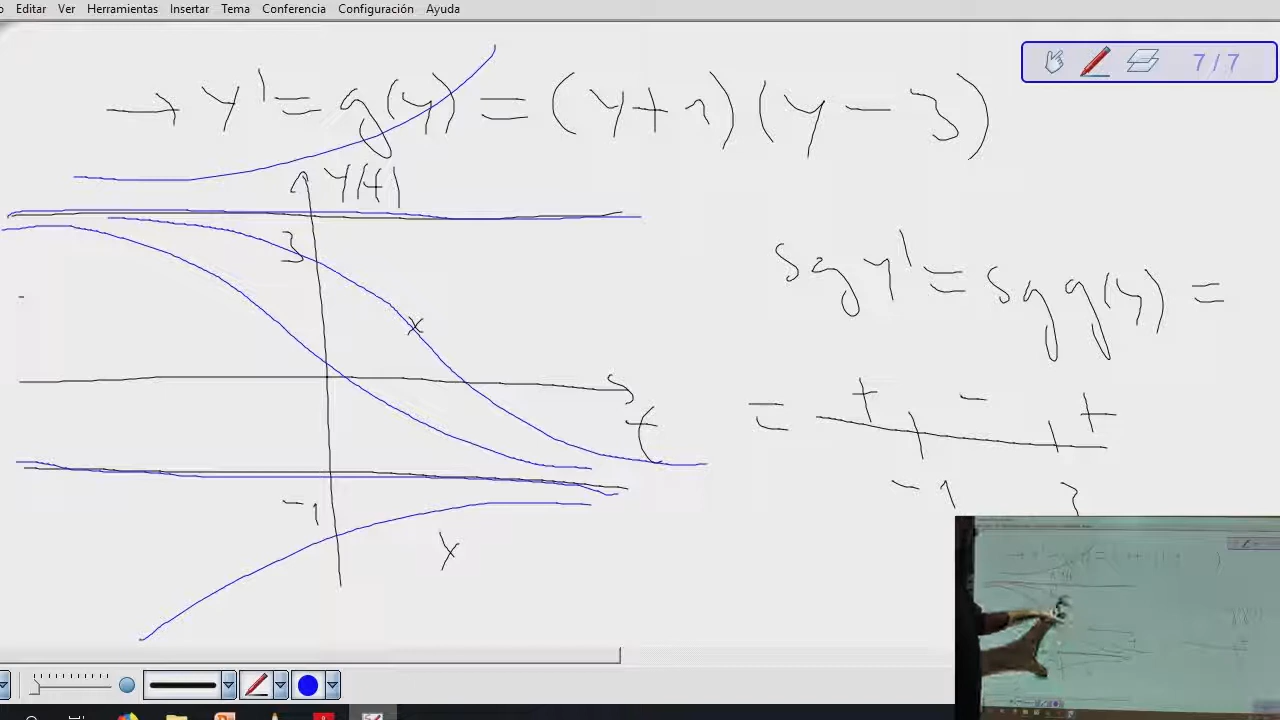 Editar Ver Herramientas Insertar Tema Conferencia Configuración Ayuda
7 / 7
→ y' = g(y) = (y+1)(y-3)
y(t)
3
sg y' = sg g(y) =
x
t
= + - +
-1 3
-1
x